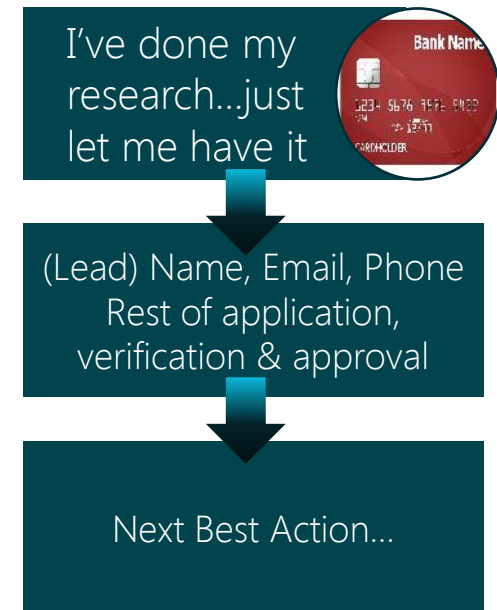 I’ve done my
research…just
let me have it
Bank Name
CARDHOLDER
(Lead) Name, Email, Phone
Rest of application,
verification & approval
Next Best Action…